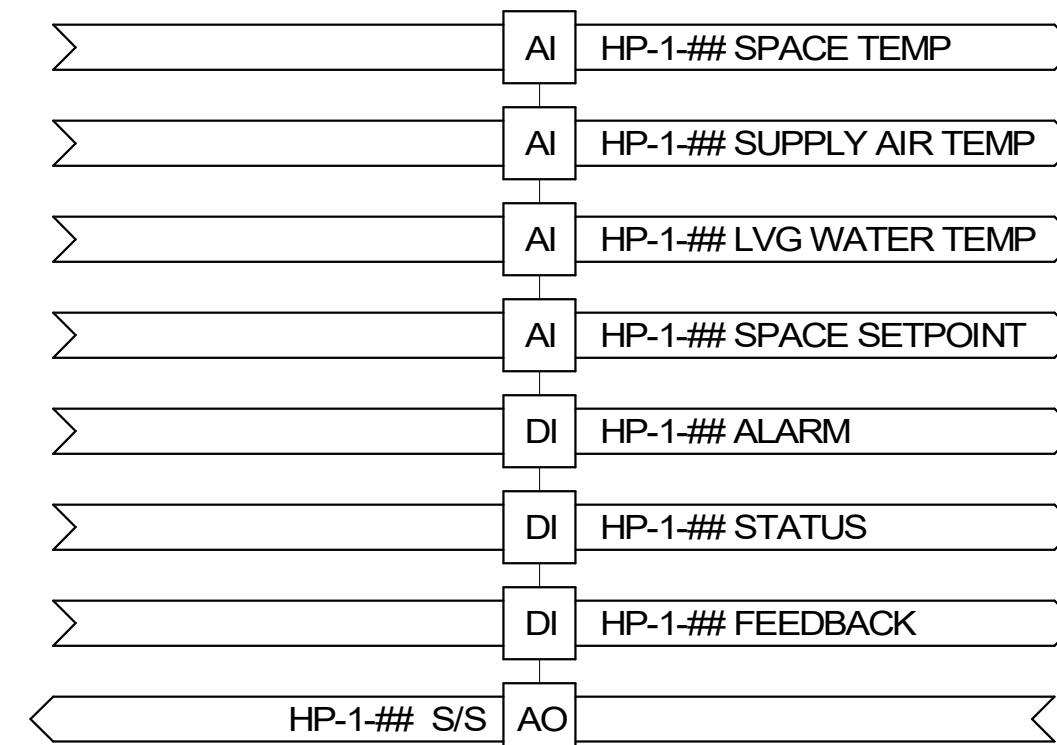 AI HP-1-## SPACE TEMP
AI HP-1-## SUPPLY AIR TEMP
AI HP-1-## LVG WATER TEMP
AI HP-1-## SPACE SETPOINT
DI HP-1-## ALARM
DI HP-1-## STATUS
DI HP-1-## FEEDBACK
HP-1-## S/S AO